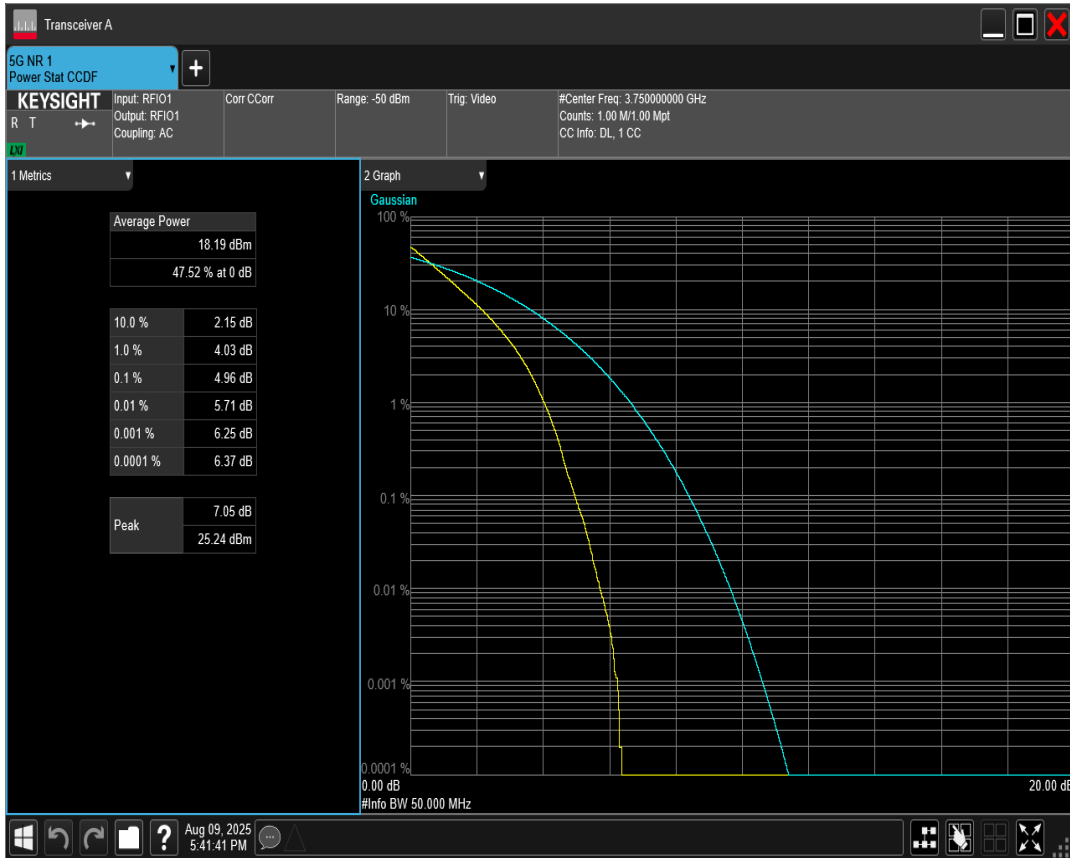 Transceiver A
5G NR 1
Power Stat CCDF
KEYSIGHT
R T
LXI
Input: RFIO1
Output: RFIO1
Coupling: AC
Corr CCorr
Range: -50 dBm
Trig: Video
#Center Freq: 3.750000000 GHz
Counts: 1.00 M/1.00 Mpt
CC Info: DL, 1 CC
1 Metrics
Average Power
18.19 dBm
47.52 % at 0 dB
10.0 % 2.15 dB
1.0 % 4.03 dB
0.1 % 4.96 dB
0.01 % 5.71 dB
0.001 % 6.25 dB
0.0001 % 6.37 dB
Peak
7.05 dB
25.24 dBm
2 Graph
Gaussian
100 %
10 %
1 %
0.1 %
0.01 %
0.001 %
0.0001 %
0.00 dB
20.00 dB
#Info BW 50.000 MHz
?
Aug 09, 2025
5:41:41 PM